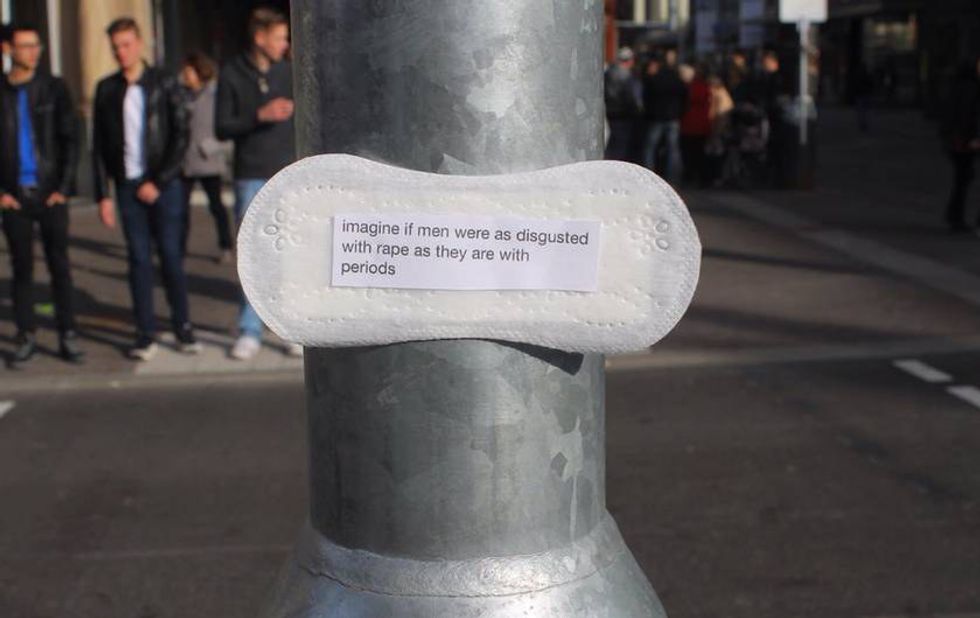 imagine if men were as disgusted
with rape as they are with
periods